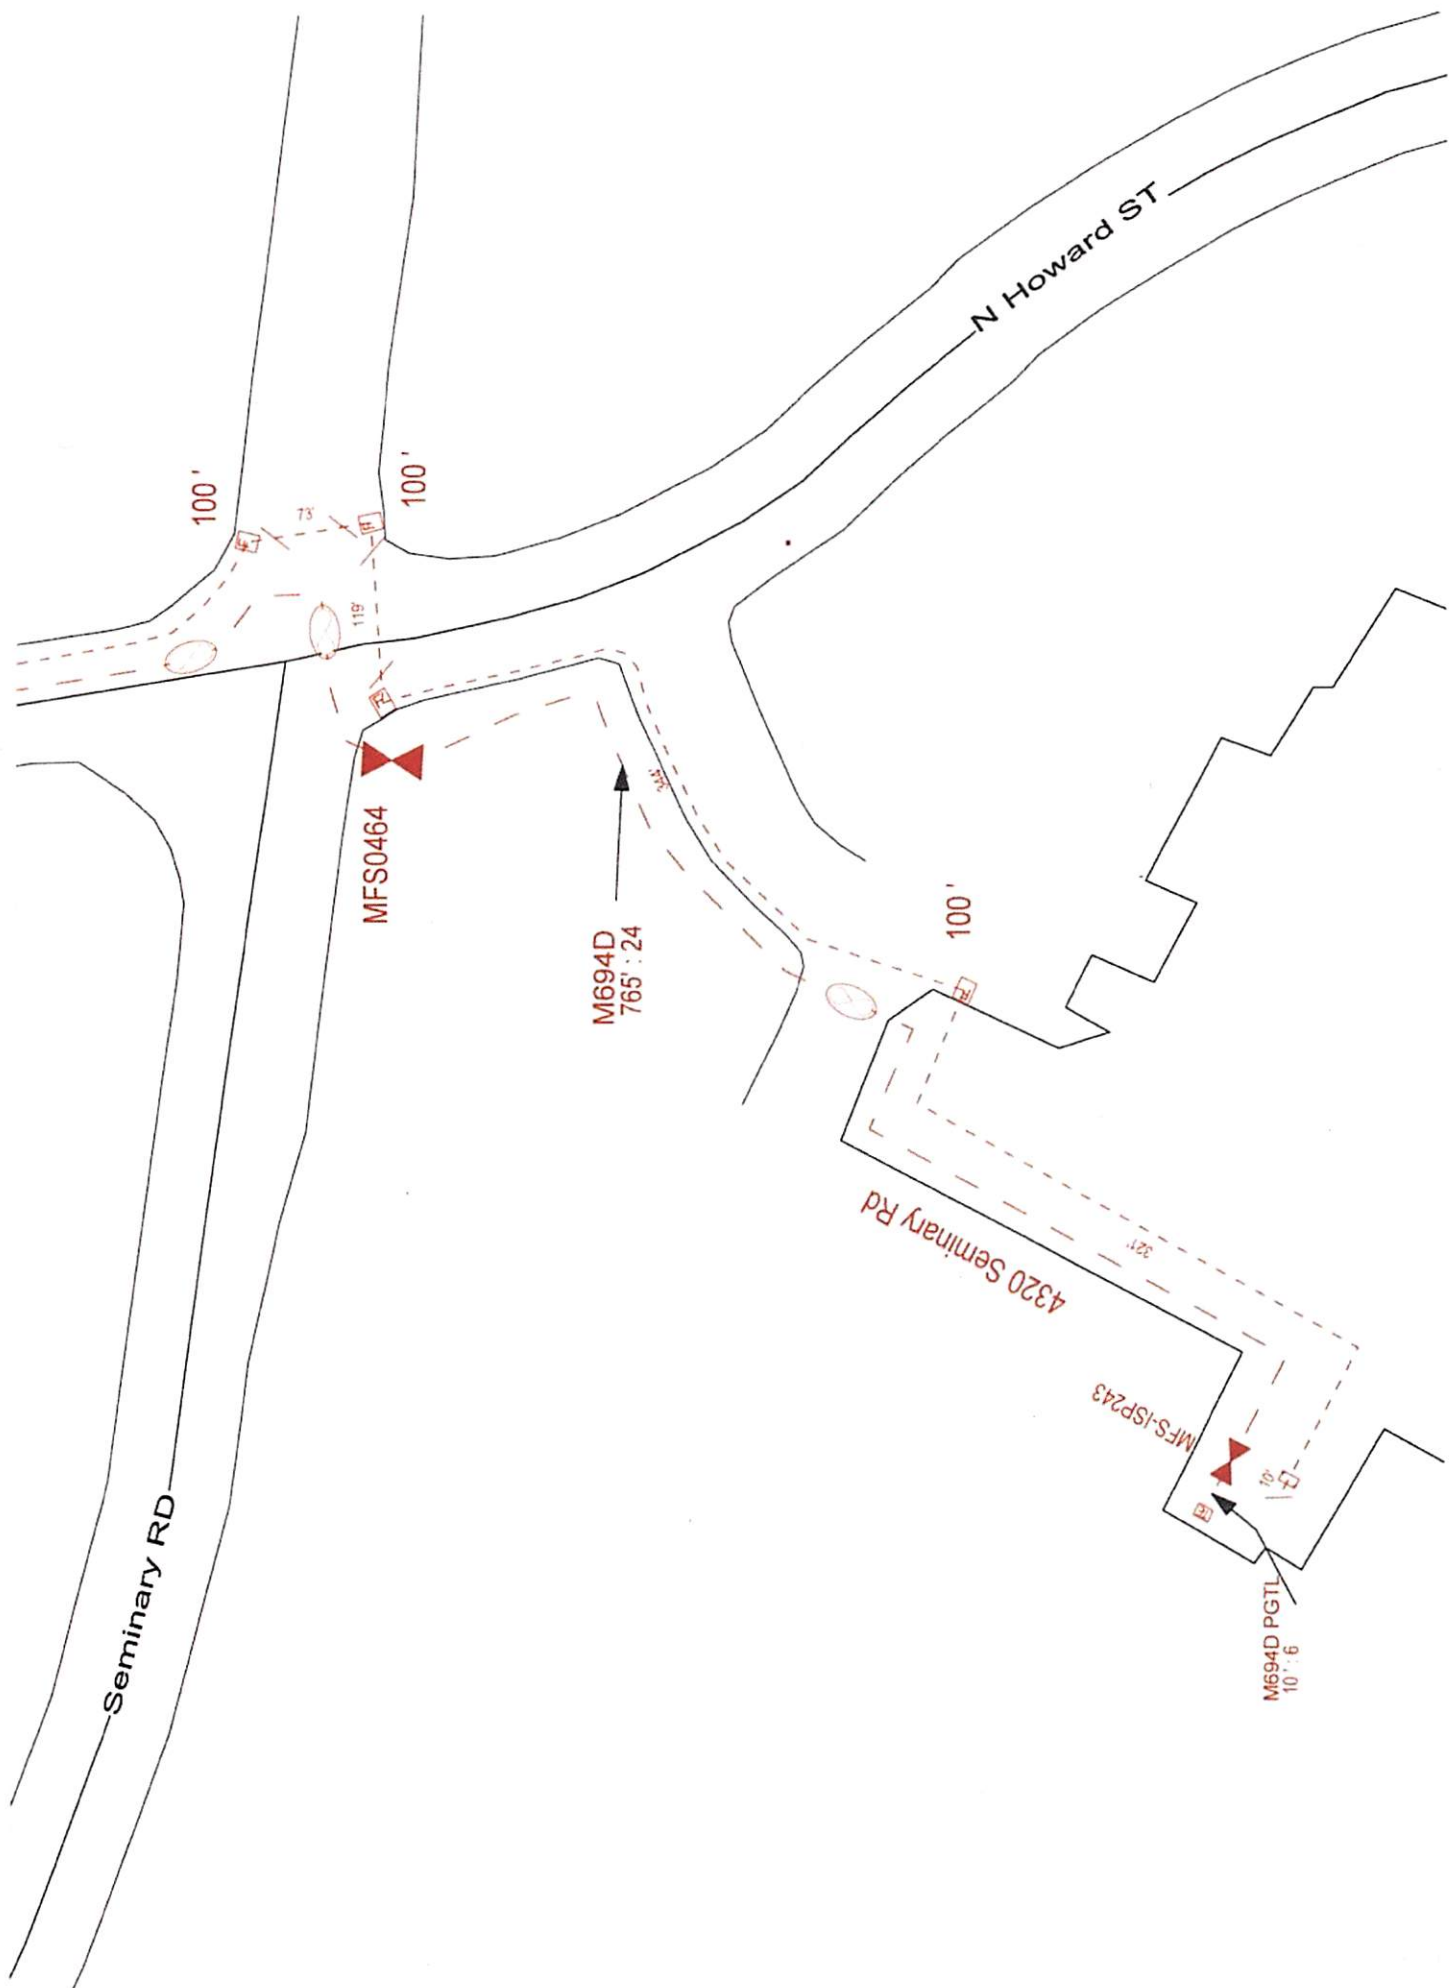 N Howard ST
100'
100'
73'
119'
MFS0464
M694D
765' : 24
344'
100'
4320 Seminary Rd
321'
MFS-ISP243
10'
Seminary RD
M694D PGTL
10' : 6